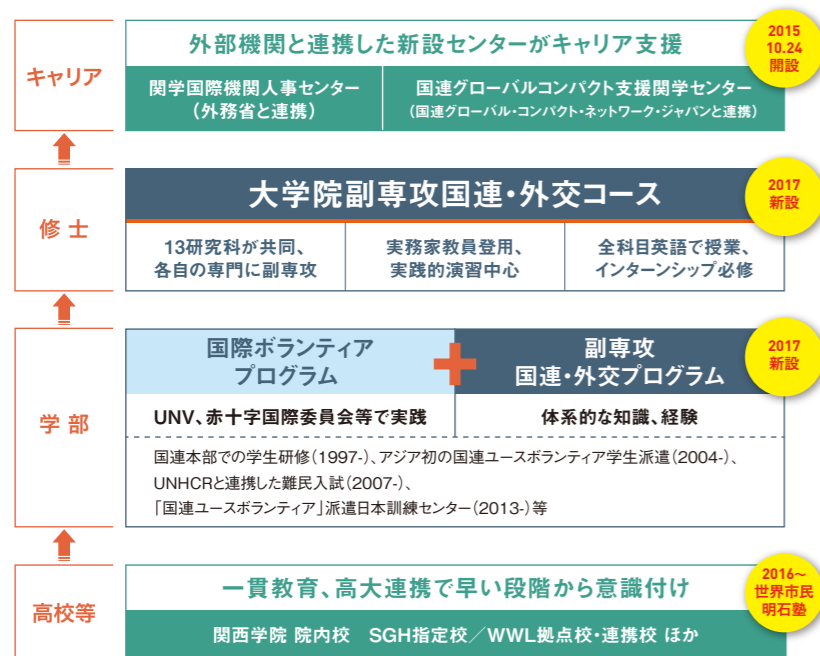 キャリア
外部機関と連携した新設センターがキャリア支援
2015
10.24
開設
関学国際機関人事センター
(外務省と連携)
国連グローバルコンパクト支援関学センター
(国連グローバル・コンパクト・ネットワーク・ジャパンと連携)
修士
大学院副専攻国連・外交コース
2017
新設
13研究科が共同、
各自の専門に副専攻
実務家教員登用、
実践的演習中心
全科目英語で授業、
インターンシップ必修
学部
国際ボランティア
プログラム
副専攻
国連・外交プログラム
2017
新設
UNV、赤十字国際委員会等で実践
体系的な知識、経験
国連本部での学生研修(1997-)、アジア初の国連ユースボランティア学生派遣(2004-)、
UNHCRと連携した難民入試(2007-)、
「国連ユースボランティア」派遣日本訓練センター(2013-)等
高校等
一貫教育、高大連携で早い段階から意識付け
2016〜
世界市民
明石塾
関西学院 院内校 SGH指定校／WWL拠点校・連携校 ほか